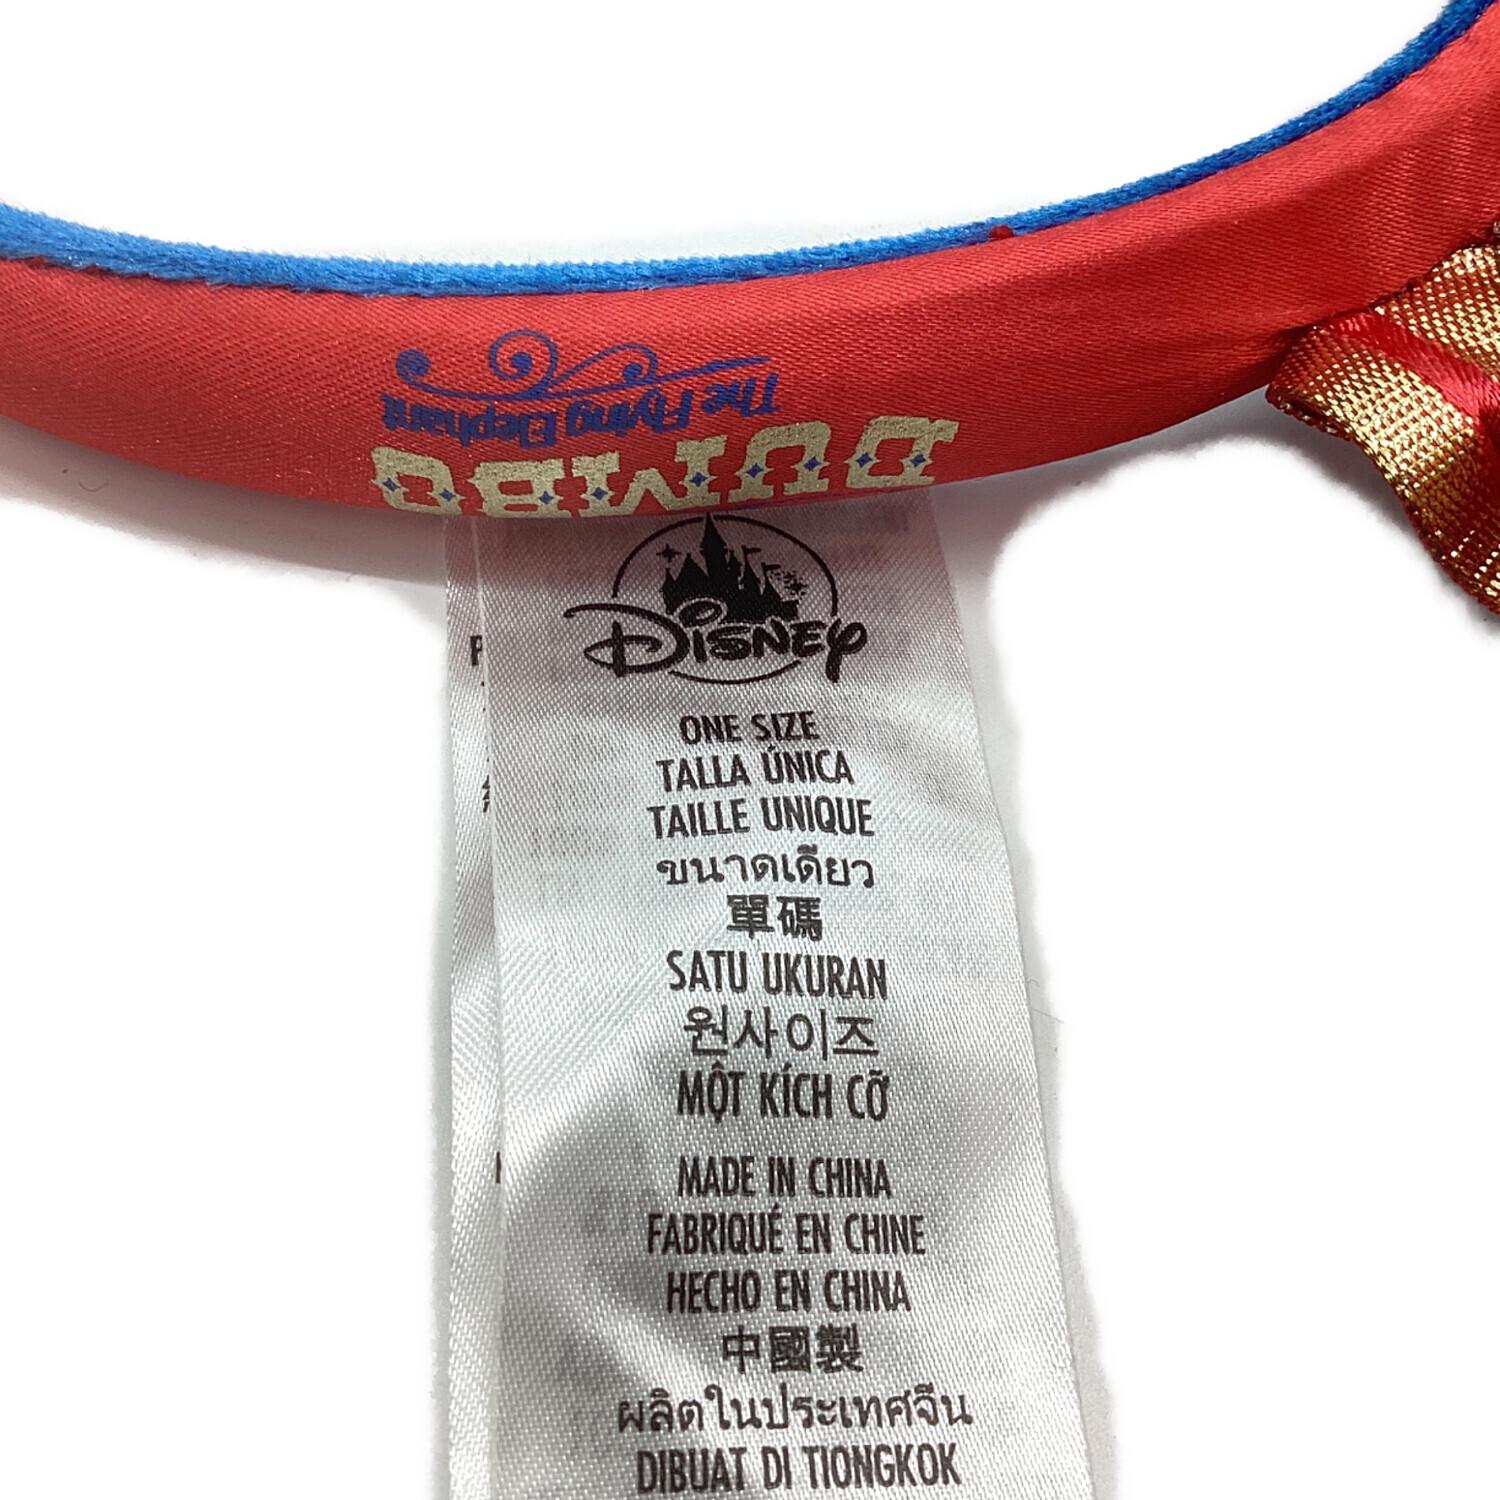 The Flying Elephant
DUMBO
Disney
ONE SIZE
TALLA ÚNICA
TAILLE UNIQUE
ขนาดเดียว
單碼
SATU UKURAN
원사이즈
MỘT KÍCH CỠ
MADE IN CHINA
FABRIQUÉ EN CHINE
HECHO EN CHINA
中國製
ผลิตในประเทศจีน
DIBUAT DI TIONGKOK